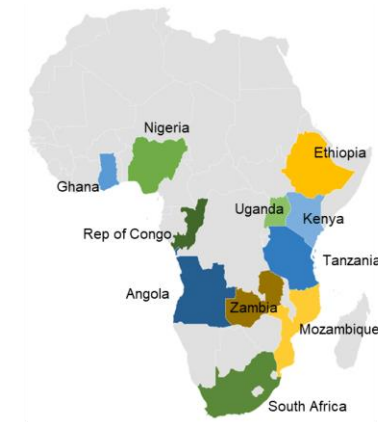 Nigeria
Ethiopia
Ghana
Uganda
Kenya
Rep of Congo
Tanzania
Angola
Zambia
Mozambique
South Africa